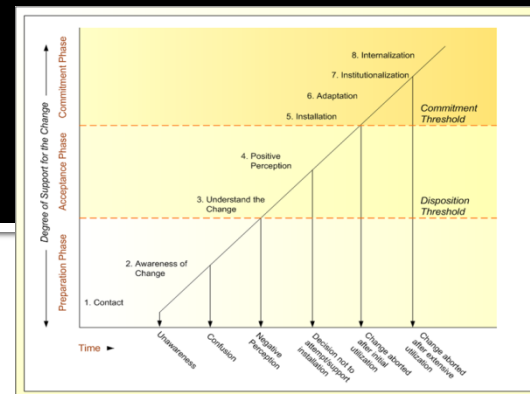 8. Internalization
7. Institutionalization
6. Adaptation
5. Installation
Commitment
Threshold
4. Positive
Perception
3. Understand the
Change
Disposition
Threshold
2. Awareness of
Change
1. Contact
Degree of Support for the Change
Commitment Phase
Acceptance Phase
Preparation Phase
Time
Unawareness
Confusion
Negative
Perception
Decision not to
attempt/support
installation
Change aborted
after initial
utilization
Change aborted
after extensive
utilization